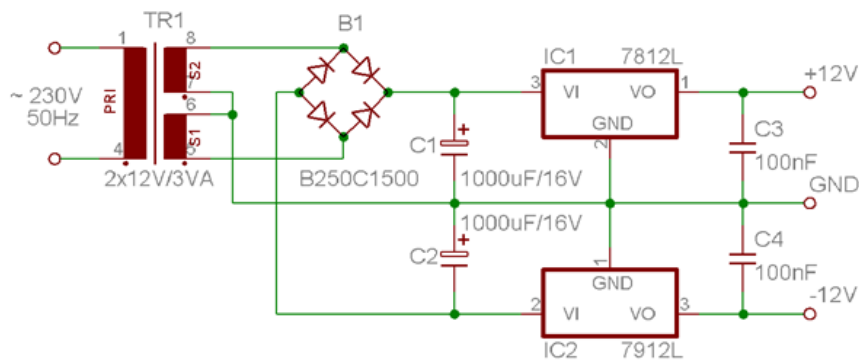 TR1
B1
1
8
PRI
S2
7
6
S1
4
5
~ 230V
50Hz
2x12V/3VA
B250C1500
C1
+
1000uF/16V
1000uF/16V
C2
+
IC1
7812L
3
VI
VO
1
GND
2
+12V
C3
100nF
GND
C4
100nF
1
GND
2
VI
VO
3
-12V
IC2
7912L